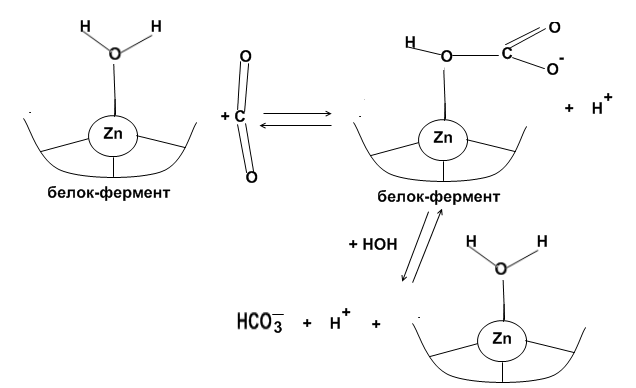 H H
O
Zn
белок-фермент
+ C
O
O
H
O
C
O
O⁻
Zn
белок-фермент
+ H⁺
+ HOH
HCO₃⁻ + H⁺ +
H H
O
Zn